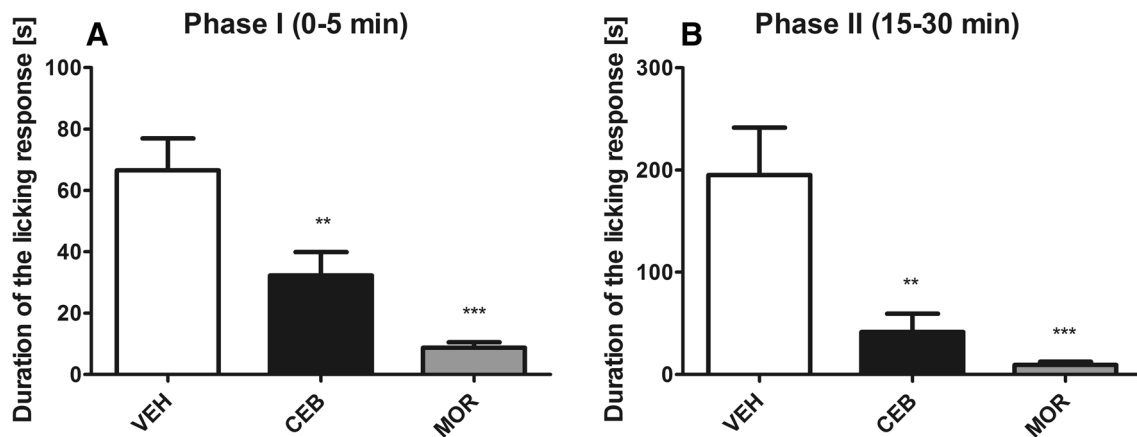 A
Phase I (0-5 min)
Duration of the licking response [s]
100
80
60
40
20
0
**
***
VEH
CEB
MOR
B
Phase II (15-30 min)
Duration of the licking response [s]
300
200
100
0
**
***
VEH
CEB
MOR